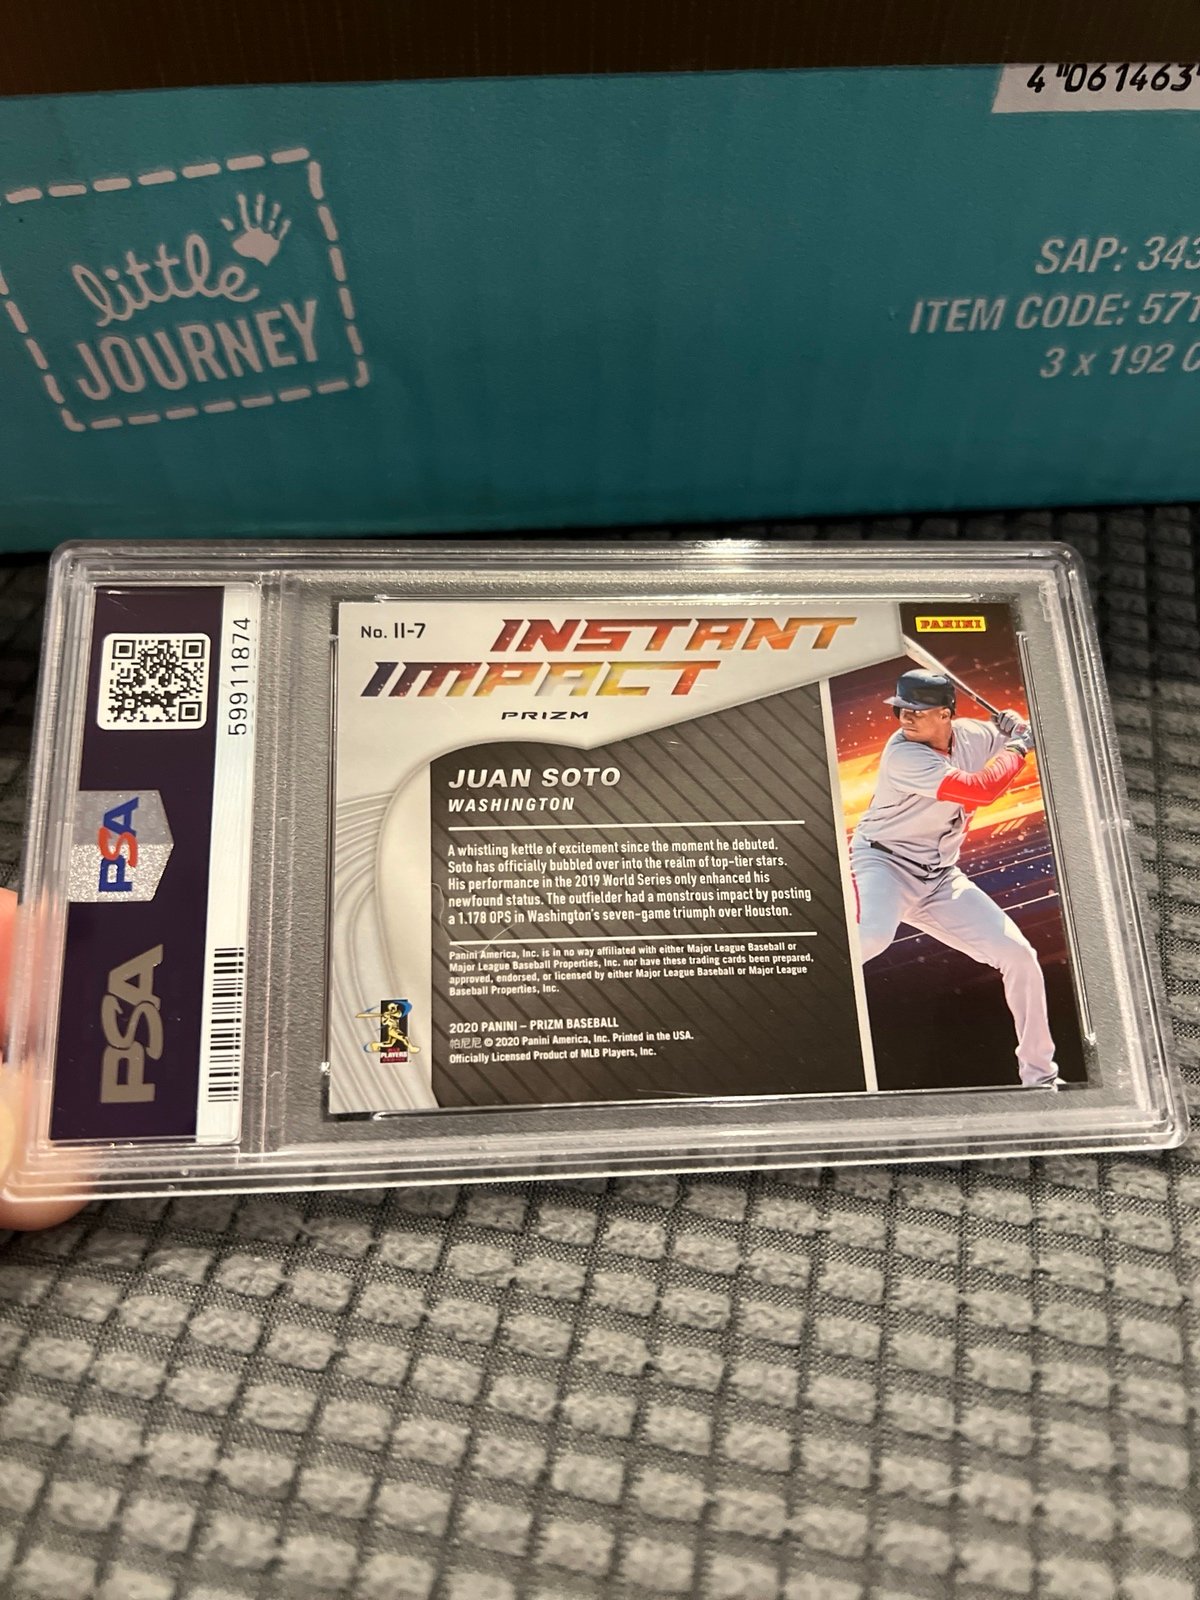 4 "061463"
little
JOURNEY
SAP: 343
ITEM CODE: 571
3 x 192
59911874
PSA
PSA
No. II-7
INSTANT
IMPACT
PRIZM
PANINI
JUAN SOTO
WASHINGTON
A whistling kettle of excitement since the moment he debuted.
Soto has officially bubbled over into the realm of top-tier stars.
His performance in the 2019 World Series only enhanced his
newfound status. The outfielder had a monstrous impact by posting
a 1.178 OPS in Washington's seven-game triumph over Houston.
Panini America, Inc. is in no way affiliated with either Major League Baseball or
Major League Baseball Properties, Inc. nor have these trading cards been prepared,
approved, endorsed, or licensed by either Major League Baseball or Major League
Baseball Properties, Inc.
PLAYERS
2020 PANINI – PRIZM BASEBALL
帕尼尼 © 2020 Panini America, Inc. Printed in the USA.
Officially Licensed Product of MLB Players, Inc.